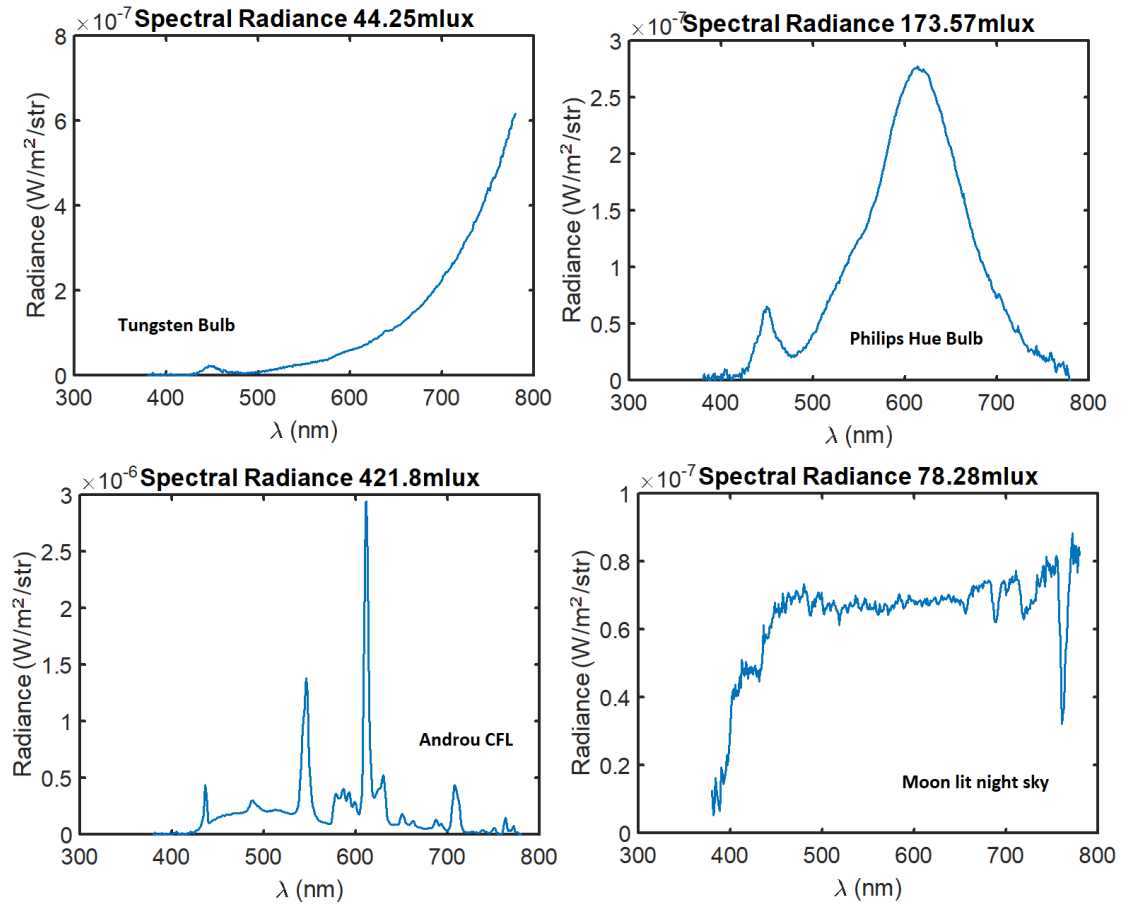 ×10-7 Spectral Radiance 44.25mlux
8
6
4
2
0
Radiance (W/m²/str)
Tungsten Bulb
300 400 500 600 700 800
λ (nm)
×10-7 Spectral Radiance 173.57mlux
3
2.5
2
1.5
1
0.5
0
Radiance (W/m²/str)
Philips Hue Bulb
300 400 500 600 700 800
λ (nm)
×10-6 Spectral Radiance 421.8mlux
3
2.5
2
1.5
1
0.5
0
Radiance (W/m²/str)
Androu CFL
300 400 500 600 700 800
λ (nm)
×10-7 Spectral Radiance 78.28mlux
1
0.8
0.6
0.4
0.2
0
Radiance (W/m²/str)
Moon lit night sky
300 400 500 600 700 800
λ (nm)